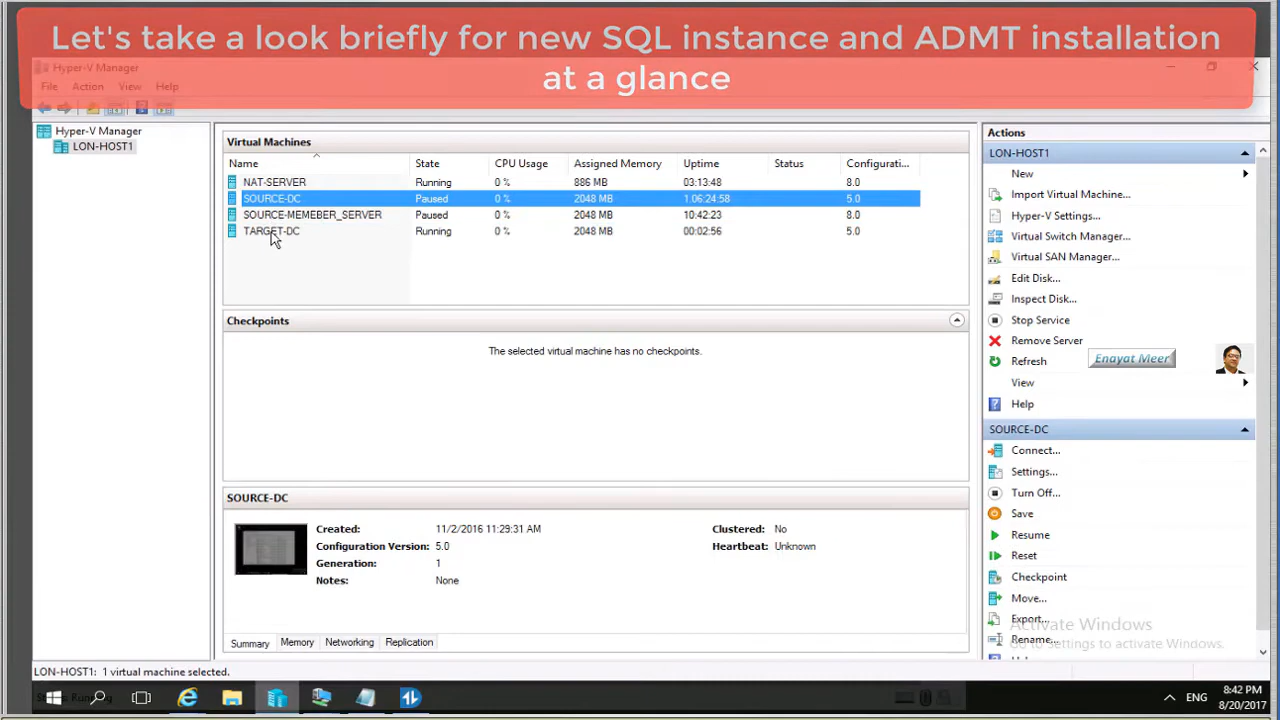 Let's take a look briefly for new SQL instance and ADMT installation
at a glance
Hyper-V Manager
File Action View Help
Hyper-V Manager
LON-HOST1
Virtual Machines
Name State CPU Usage Assigned Memory Uptime Status Configurati...
NAT-SERVER Running 0 % 886 MB 03:13:48 8.0
SOURCE-DC Paused 0 % 2048 MB 1.06:24:58 5.0
SOURCE-MEMEBER_SERVER Paused 0 % 2048 MB 10:42:23 8.0
TARGET-DC Running 0 % 2048 MB 00:02:56 5.0
Checkpoints
The selected virtual machine has no checkpoints.
SOURCE-DC
Created: 11/2/2016 11:29:31 AM Clustered: No
Configuration Version: 5.0 Heartbeat: Unknown
Generation: 1
Notes: None
Summary Memory Networking Replication
Actions
LON-HOST1
New
Import Virtual Machine...
Hyper-V Settings...
Virtual Switch Manager...
Virtual SAN Manager...
Edit Disk...
Inspect Disk...
Stop Service
Remove Server
Refresh
Enayat Meer
View
Help
SOURCE-DC
Connect...
Settings...
Turn Off...
Save
Resume
Reset
Checkpoint
Move...
Export...
Activate Windows
Rename...
Go to Settings to activate Windows.
LON-HOST1: 1 virtual machine selected.
ENG
8:42 PM
8/20/2017